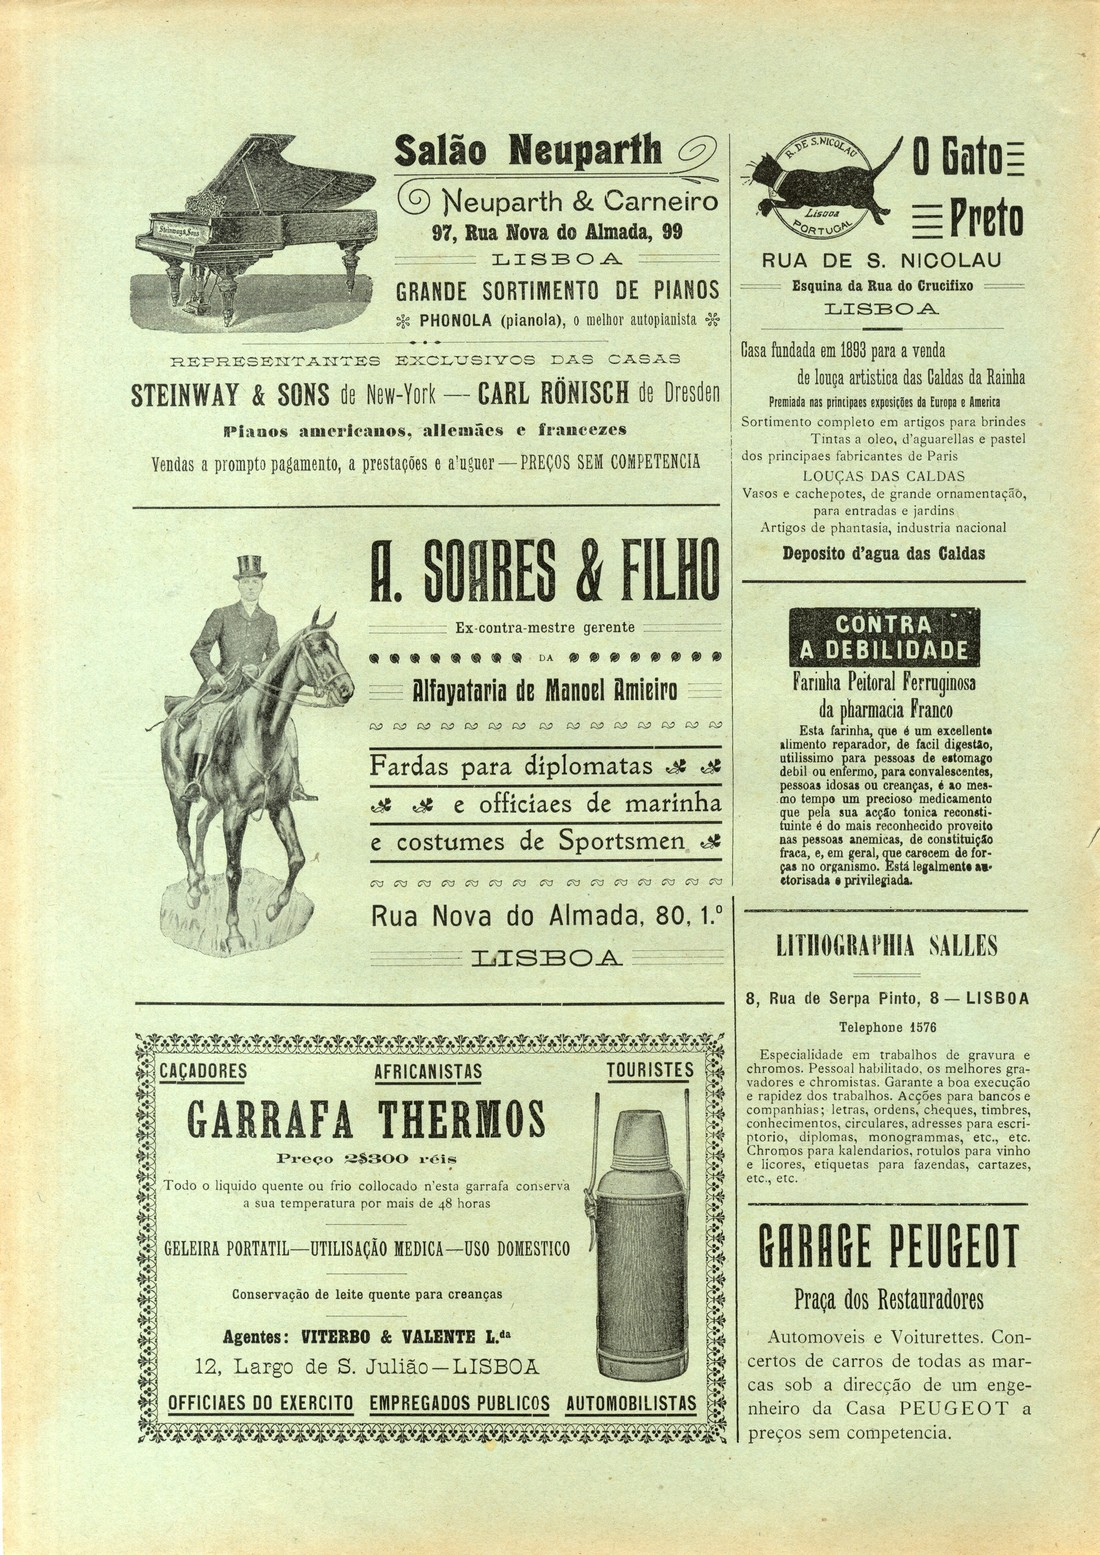 Steinway & Sons
Salão Neuparth
Neuparth & Carneiro
97, Rua Nova do Almada, 99
LISBOA
GRANDE SORTIMENTO DE PIANOS
PHONOLA (pianola), o melhor autopianista
REPRESENTANTES EXCLUSIVOS DAS CASAS
STEINWAY & SONS de New-York — CARL RÖNISCH de Dresden
Pianos americanos, allemães e francezes
Vendas a prompto pagamento, a prestações e a'uguer — PREÇOS SEM COMPETENCIA
A. SOARES & FILHO
Ex-contra-mestre gerente
DA
Alfayataria de Manoel Amieiro
Fardas para diplomatas
e officiaes de marinha
e costumes de Sportsmen
Rua Nova do Almada, 80, 1.º
LISBOA
CAÇADORES AFRICANISTAS TOURISTES
GARRAFA THERMOS
Preço 2$300 réis
Todo o liquido quente ou frio collocado n'esta garrafa conserva
a sua temperatura por mais de 48 horas
GELEIRA PORTATIL—UTILISAÇÃO MEDICA—USO DOMESTICO
Conservação de leite quente para creanças
Agentes: VITERBO & VALENTE L.da
12, Largo de S. Julião — LISBOA
OFFICIAES DO EXERCITO EMPREGADOS PUBLICOS AUTOMOBILISTAS
R. DE S. NICOLAU
Lisboa
PORTUGAL
O Gato
Preto
RUA DE S. NICOLAU
Esquina da Rua do Crucifixo
LISBOA
Casa fundada em 1893 para a venda
de louça artistica das Caldas da Rainha
Premiada nas principaes exposições da Europa e America
Sortimento completo em artigos para brindes
Tintas a oleo, d'aguarellas e pastel
dos principaes fabricantes de Paris
LOUÇAS DAS CALDAS
Vasos e cachepotes, de grande ornamentação,
para entradas e jardins
Artigos de phantasia, industria nacional
Deposito d'agua das Caldas
CONTRA
A DEBILIDADE
Farinha Peitoral Ferruginosa
da pharmacia Franco
Esta farinha, que é um excellente
alimento reparador, de facil digestão,
utilissimo para pessoas de estomago
debil ou enfermo, para convalescentes,
pessoas idosas ou creanças, é ao mes-
mo tempo um precioso medicamento
que pela sua acção tonica reconsti-
tuinte é do mais reconhecido proveito
nas pessoas anemicas, de constituição
fraca, e, em geral, que carecem de for-
ças no organismo. Está legalmente au-
ctorisada e privilegiada.
LITHOGRAPHIA SALLES
8, Rua de Serpa Pinto, 8 — LISBOA
Telephone 1576
Especialidade em trabalhos de gravura e
chromos. Pessoal habilitado, os melhores gra-
vadores e chromistas. Garante a boa execução
e rapidez dos trabalhos. Acções para bancos e
companhias; letras, ordens, cheques, timbres,
conhecimentos, circulares, adresses para escri-
ptorio, diplomas, monogrammas, etc., etc.
Chromos para kalendarios, rotulos para vinho
e licores, etiquetas para fazendas, cartazes,
etc., etc.
GARAGE PEUGEOT
Praça dos Restauradores
Automoveis e Voiturettes. Con-
certos de carros de todas as mar-
cas sob a direcção de um enge-
nheiro da Casa PEUGEOT a
preços sem competencia.